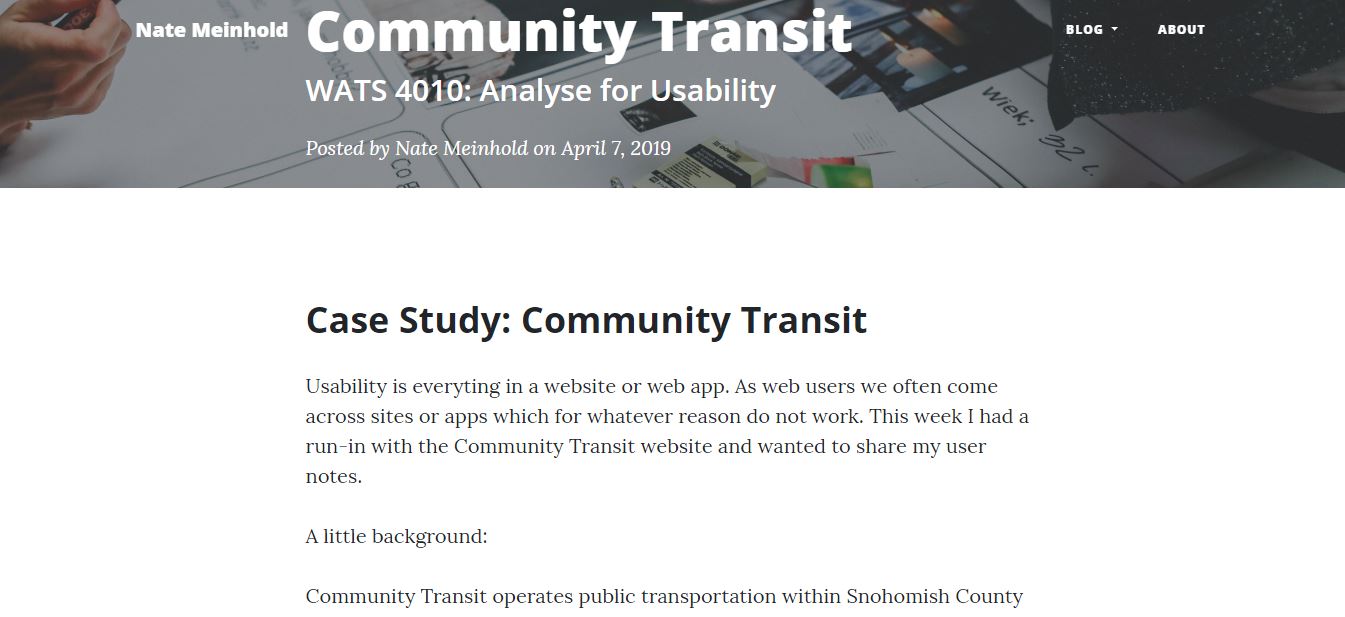 Nate Meinhold
Community Transit
BLOG
ABOUT
WATS 4010: Analyse for Usability
Posted by Nate Meinhold on April 7, 2019
Wiek:
32 l.
Case Study: Community Transit
Usability is everyting in a website or web app. As web users we often come
across sites or apps which for whatever reason do not work. This week I had a
run-in with the Community Transit website and wanted to share my user
notes.
A little background:
Community Transit operates public transportation within Snohomish County